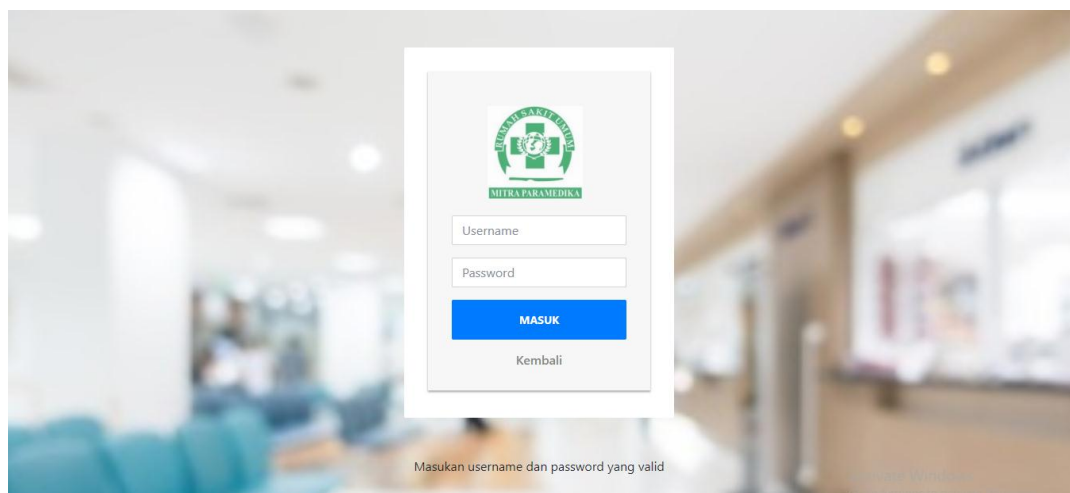 RUMAH SAKIT UMUM
MITRA PARAMEDIKA
Username
Password
MASUK
Kembali
Masukan username dan password yang valid